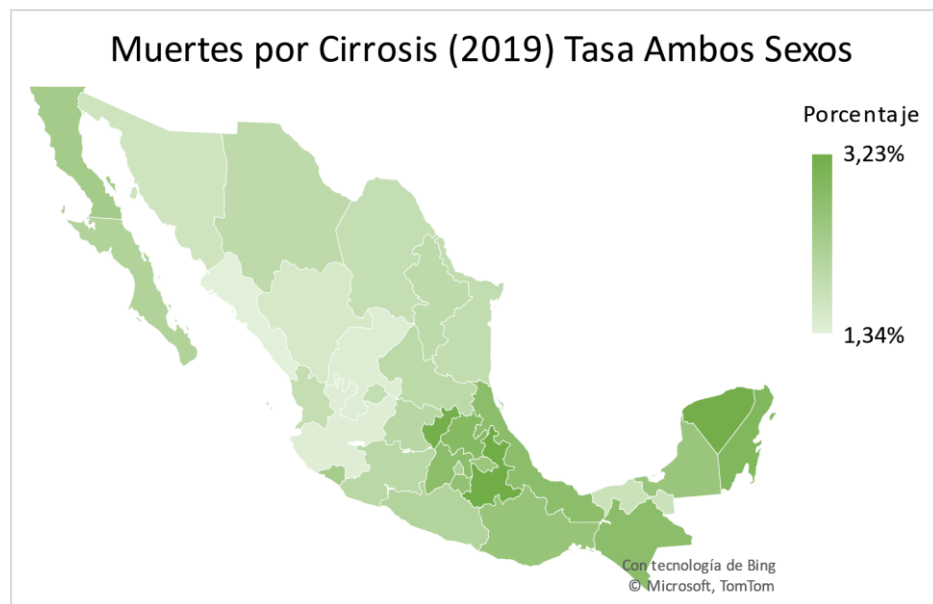 Muertes por Cirrosis (2019) Tasa Ambos Sexos
Porcentaje
3,23%
1,34%
Con tecnología de Bing
© Microsoft, TomTom